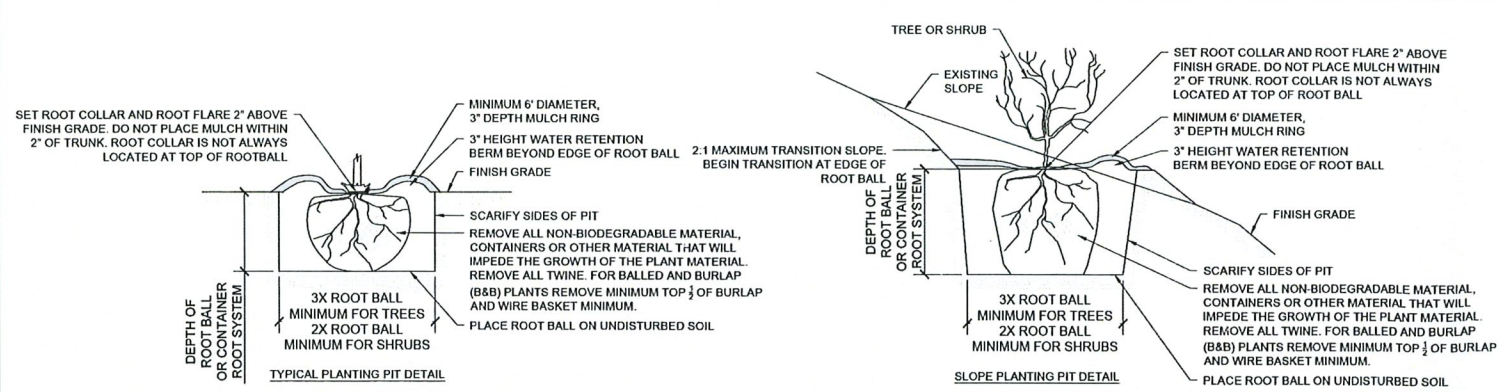 SET ROOT COLLAR AND ROOT FLARE 2" ABOVE
FINISH GRADE. DO NOT PLACE MULCH WITHIN
2" OF TRUNK. ROOT COLLAR IS NOT ALWAYS
LOCATED AT TOP OF ROOTBALL
MINIMUM 6' DIAMETER,
3" DEPTH MULCH RING
3" HEIGHT WATER RETENTION
BERM BEYOND EDGE OF ROOT BALL
FINISH GRADE
SCARIFY SIDES OF PIT
REMOVE ALL NON-BIODEGRADABLE MATERIAL,
CONTAINERS OR OTHER MATERIAL THAT WILL
IMPEDE THE GROWTH OF THE PLANT MATERIAL.
REMOVE ALL TWINE. FOR BALLED AND BURLAP
(B&B) PLANTS REMOVE MINIMUM TOP ½ OF BURLAP
AND WIRE BASKET MINIMUM.
PLACE ROOT BALL ON UNDISTURBED SOIL
DEPTH OF
ROOT BALL
OR CONTAINER
ROOT SYSTEM
3X ROOT BALL
MINIMUM FOR TREES
2X ROOT BALL
MINIMUM FOR SHRUBS
TYPICAL PLANTING PIT DETAIL
TREE OR SHRUB
EXISTING
SLOPE
2:1 MAXIMUM TRANSITION SLOPE.
BEGIN TRANSITION AT EDGE OF
ROOT BALL
SET ROOT COLLAR AND ROOT FLARE 2" ABOVE
FINISH GRADE. DO NOT PLACE MULCH WITHIN
2" OF TRUNK. ROOT COLLAR IS NOT ALWAYS
LOCATED AT TOP OF ROOT BALL
MINIMUM 6' DIAMETER,
3" DEPTH MULCH RING
3" HEIGHT WATER RETENTION
BERM BEYOND EDGE OF ROOT BALL
FINISH GRADE
DEPTH OF
ROOT BALL
OR CONTAINER
ROOT SYSTEM
SCARIFY SIDES OF PIT
REMOVE ALL NON-BIODEGRADABLE MATERIAL,
CONTAINERS OR OTHER MATERIAL THAT WILL
IMPEDE THE GROWTH OF THE PLANT MATERIAL.
REMOVE ALL TWINE. FOR BALLED AND BURLAP
(B&B) PLANTS REMOVE MINIMUM TOP ½ OF BURLAP
AND WIRE BASKET MINIMUM.
PLACE ROOT BALL ON UNDISTURBED SOIL
3X ROOT BALL
MINIMUM FOR TREES
2X ROOT BALL
MINIMUM FOR SHRUBS
SLOPE PLANTING PIT DETAIL